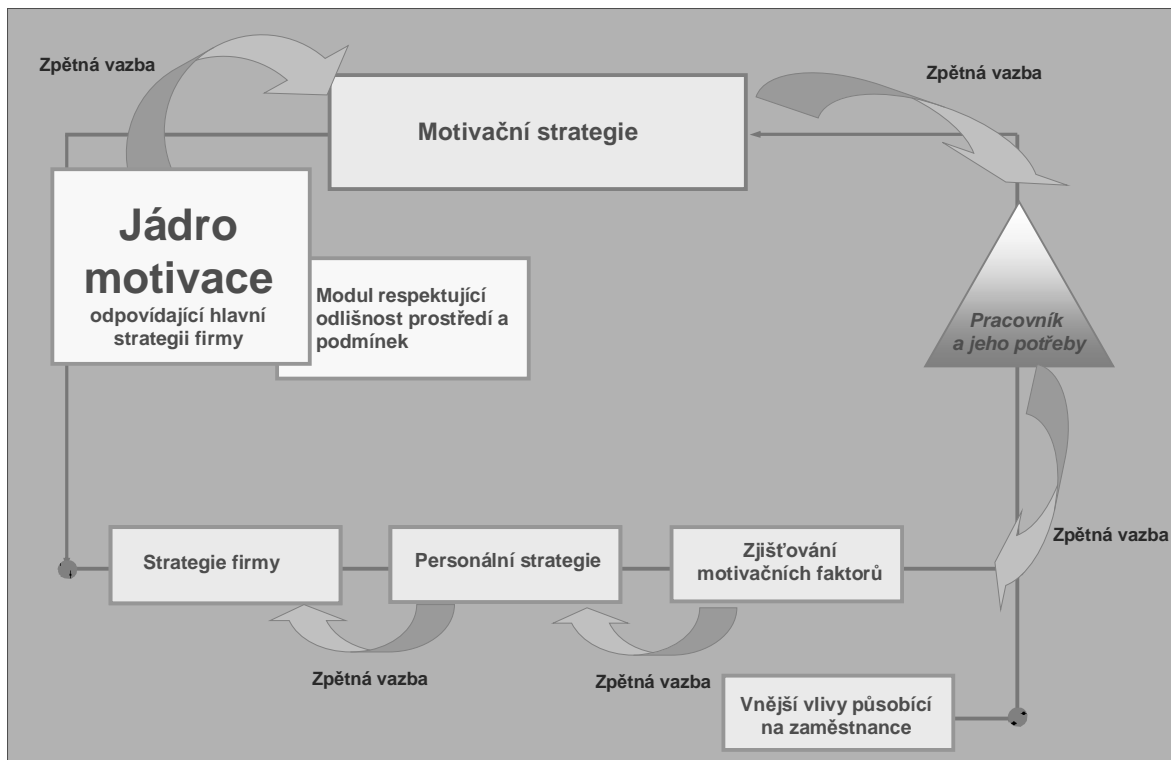 Zpětná vazba
Zpětná vazba
Motivační strategie
Jádro
motivace
odpovídající hlavní
strategii firmy
Modul respektující
odlišnost prostředí a
podmínek
Pracovník
a jeho potřeby
Zpětná vazba
Strategie firmy
Personální strategie
Zjišťování
motivačních faktorů
Zpětná vazba
Zpětná vazba
Vnější vlivy působící
na zaměstnance